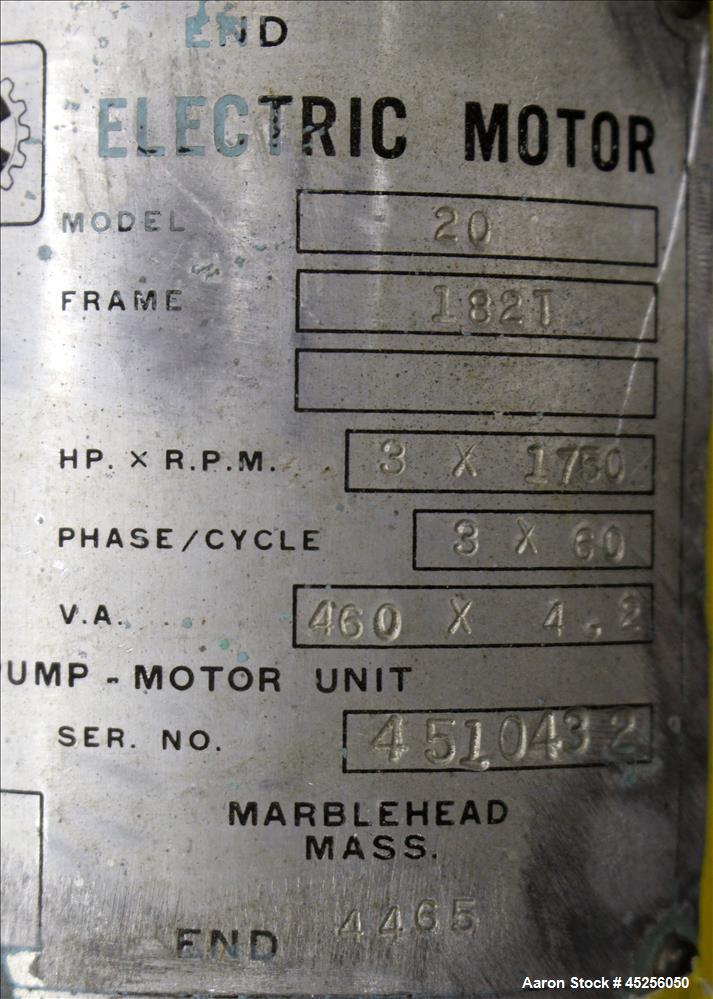 END
ELECTRIC MOTOR
MODEL 20
FRAME 182T
HP. X R.P.M. 3 X 1750
PHASE/CYCLE 3 X 60
V.A. 460 X 4.2
UMP - MOTOR UNIT
SER. NO. 4510432
MARBLEHEAD
MASS.
4465
END
Aaron Stock # 45256050